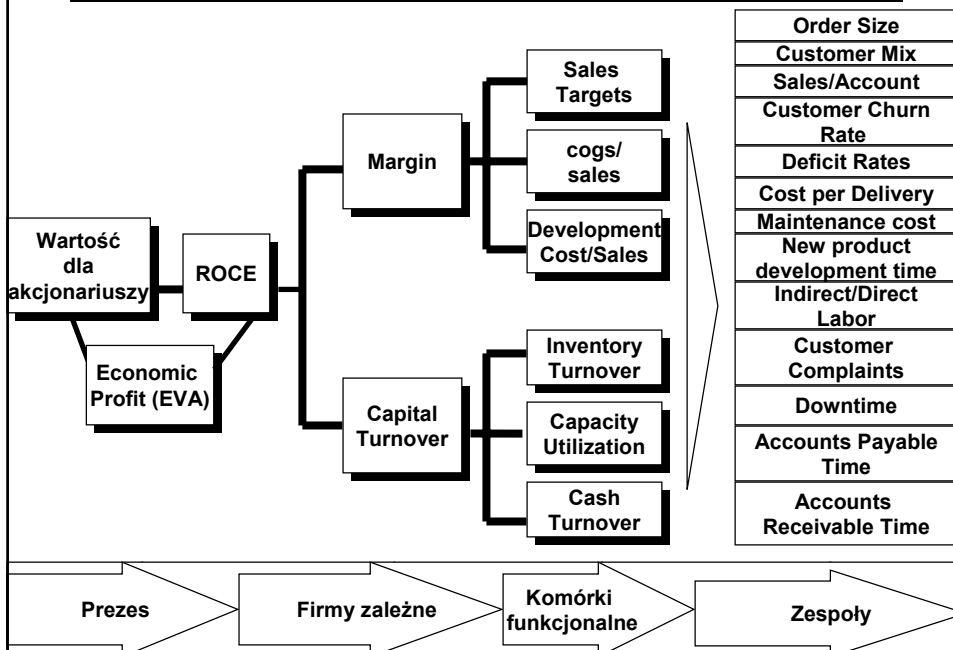 Wartość
dla
akcjonariuszy
ROCE
Economic
Profit (EVA)
Margin
Capital
Turnover
Sales
Targets
cogs/
sales
Development
Cost/Sales
Inventory
Turnover
Capacity
Utilization
Cash
Turnover
Order Size
Customer Mix
Sales/Account
Customer Churn
Rate
Deficit Rates
Cost per Delivery
Maintenance cost
New product
development time
Indirect/Direct
Labor
Customer
Complaints
Downtime
Accounts Payable
Time
Accounts
Receivable Time
Prezes
Firmy zależne
Komórki
funkcjonalne
Zespoły